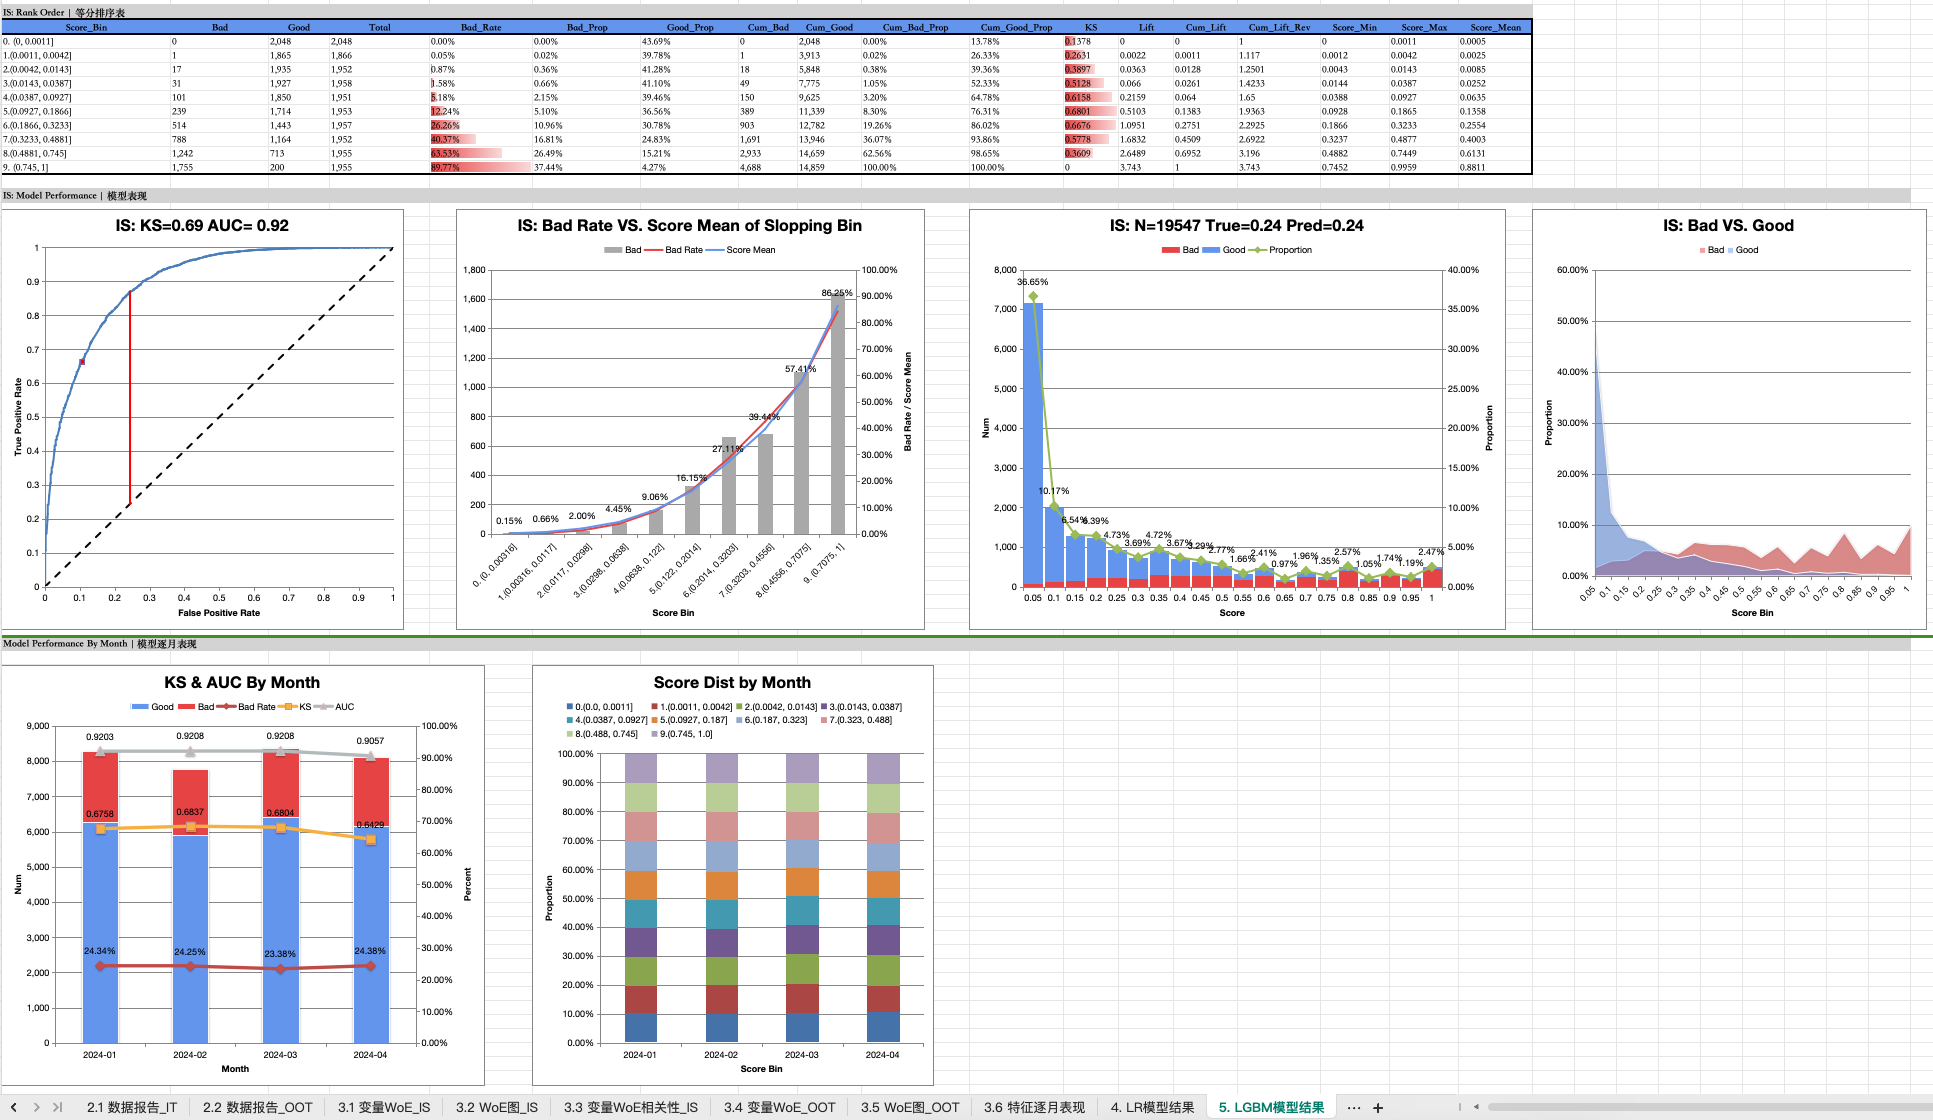 IS: Rank Order | 等分排序表
Score_Bin Bad Good Total Bad_Rate Bad_Prop Good_Prop Cum_Bad Cum_Good Cum_Bad_Prop Cum_Good_Prop KS Lift Cum_Lift Cum_Lift_Rev Score_Min Score_Max Score_Mean
0. (0, 0.0011] 0 2,048 2,048 0.00% 0.00% 43.69% 0 2,048 0.00% 13.78% 0.1378 0 0 1 0 0.0011 0.0005
1.(0.0011, 0.0042] 1 1,865 1,866 0.05% 0.02% 39.78% 1 3,913 0.02% 26.33% 0.2631 0.0022 0.0011 1.117 0.0012 0.0042 0.0025
2.(0.0042, 0.0143] 17 1,935 1,952 0.87% 0.36% 41.28% 18 5,848 0.38% 39.36% 0.3897 0.0363 0.0128 1.2501 0.0043 0.0143 0.0085
3.(0.0143, 0.0387] 31 1,927 1,958 1.58% 0.66% 41.10% 49 7,775 1.05% 52.33% 0.5128 0.066 0.0261 1.4233 0.0144 0.0387 0.0252
4.(0.0387, 0.0927] 101 1,850 1,951 5.18% 2.15% 39.46% 150 9,625 3.20% 64.78% 0.6158 0.2159 0.064 1.65 0.0388 0.0927 0.0635
5.(0.0927, 0.1866] 239 1,714 1,953 12.24% 5.10% 36.56% 389 11,339 8.30% 76.31% 0.6801 0.5103 0.1383 1.9363 0.0928 0.1865 0.1358
6.(0.1866, 0.3233] 514 1,443 1,957 26.26% 10.96% 30.78% 903 12,782 19.26% 86.02% 0.6676 1.0951 0.2751 2.2925 0.1866 0.3233 0.2554
7.(0.3233, 0.4881] 788 1,164 1,952 40.37% 16.81% 24.83% 1,691 13,946 36.07% 93.86% 0.5778 1.6832 0.4509 2.6922 0.3237 0.4877 0.4003
8.(0.4881, 0.745] 1,242 713 1,955 63.53% 26.49% 15.21% 2,933 14,659 62.56% 98.65% 0.3609 2.6489 0.6952 3.196 0.4882 0.7449 0.6131
9. (0.745, 1] 1,755 200 1,955 89.77% 37.44% 4.27% 4,688 14,859 100.00% 100.00% 0 3.743 1 3.743 0.7452 0.9959 0.8811
IS: Model Performance | 模型表现
IS: KS=0.69 AUC= 0.92
1
0.9
0.8
0.7
0.6
0.5
0.4
0.3
0.2
0.1
0
True Positive Rate
0 0.1 0.2 0.3 0.4 0.5 0.6 0.7 0.8 0.9 1
False Positive Rate
IS: Bad Rate VS. Score Mean of Slopping Bin
Bad Bad Rate Score Mean
1,800
1,600
1,400
1,200
1,000
800
600
400
200
0
100.00%
90.00%
80.00%
70.00%
60.00%
50.00%
40.00%
30.00%
20.00%
10.00%
0.00%
Bad Rate / Score Mean
0.15% 0.66% 2.00% 4.45% 9.06% 16.15% 27.11% 39.44% 57.41% 86.25%
0. (0, 0.00316] 1.(0.00316, 0.0117] 2.(0.0117, 0.0298] 3.(0.0298, 0.0638] 4.(0.0638, 0.122] 5.(0.122, 0.2014] 6.(0.2014, 0.3203] 7.(0.3203, 0.4556] 8.(0.4556, 0.7075] 9. (0.7075, 1]
Score Bin
IS: N=19547 True=0.24 Pred=0.24
Bad Good Proportion
8,000
7,000
6,000
5,000
4,000
3,000
2,000
1,000
0
Num
40.00%
35.00%
30.00%
25.00%
20.00%
15.00%
10.00%
5.00%
0.00%
Proportion
36.65% 10.17% 6.54% 6.39% 4.73% 3.69% 4.72% 3.67% 3.29% 2.77% 1.66% 2.41% 0.97% 1.96% 1.35% 2.57% 1.05% 1.74% 1.19% 2.47%
0.05 0.1 0.15 0.2 0.25 0.3 0.35 0.4 0.45 0.5 0.55 0.6 0.65 0.7 0.75 0.8 0.85 0.9 0.95 1
Score
IS: Bad VS. Good
Bad Good
60.00%
50.00%
40.00%
30.00%
20.00%
10.00%
0.00%
Proportion
0.05 0.1 0.15 0.2 0.25 0.3 0.35 0.4 0.45 0.5 0.55 0.6 0.65 0.7 0.75 0.8 0.85 0.9 0.95 1
Score Bin
Model Performance By Month | 模型逐月表现
KS & AUC By Month
Good Bad Bad Rate KS AUC
9,000
8,000
7,000
6,000
5,000
4,000
3,000
2,000
1,000
0
Num
100.00%
90.00%
80.00%
70.00%
60.00%
50.00%
40.00%
30.00%
20.00%
10.00%
0.00%
Percent
0.9203 0.9208 0.9208 0.9057
0.6758 0.6837 0.6804 0.6429
24.34% 24.25% 23.38% 24.38%
2024-01 2024-02 2024-03 2024-04
Month
Score Dist by Month
0.(0.0, 0.0011] 1.(0.0011, 0.0042] 2.(0.0042, 0.0143] 3.(0.0143, 0.0387]
4.(0.0387, 0.0927] 5.(0.0927, 0.187] 6.(0.187, 0.323] 7.(0.323, 0.488]
8.(0.488, 0.745] 9.(0.745, 1.0]
100.00%
90.00%
80.00%
70.00%
60.00%
50.00%
40.00%
30.00%
20.00%
10.00%
0.00%
Proportion
2024-01 2024-02 2024-03 2024-04
Score Bin
2.1 数据报告_IT 2.2 数据报告_OOT 3.1 变量WoE_IS 3.2 WoE图_IS 3.3 变量WoE相关性_IS 3.4 变量WoE_OOT 3.5 WoE图_OOT 3.6 特征逐月表现 4. LR模型结果 5. LGBM模型结果 ... +